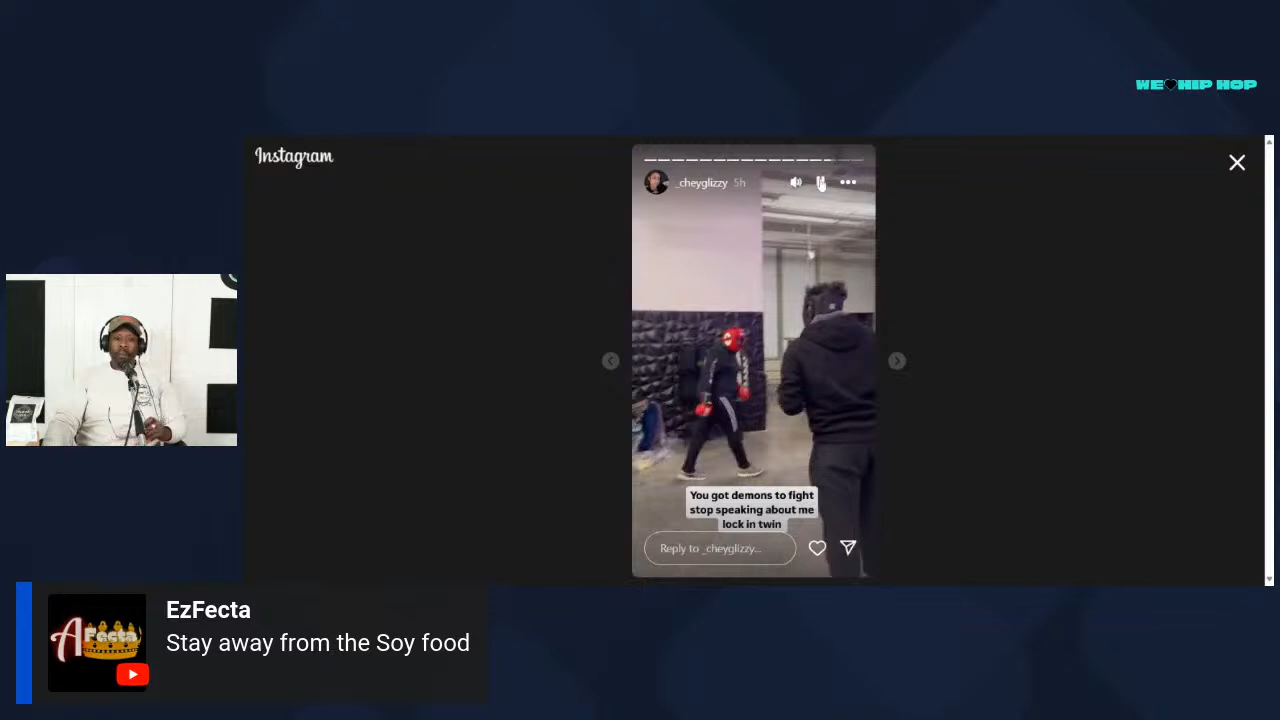 WE HIP HOP
Instagram
_cheyglizzy 5h
You got demons to fight
stop speaking about me
lock in twin
Reply to _cheyglizzy...
EzFecta
Stay away from the Soy food
AFecta